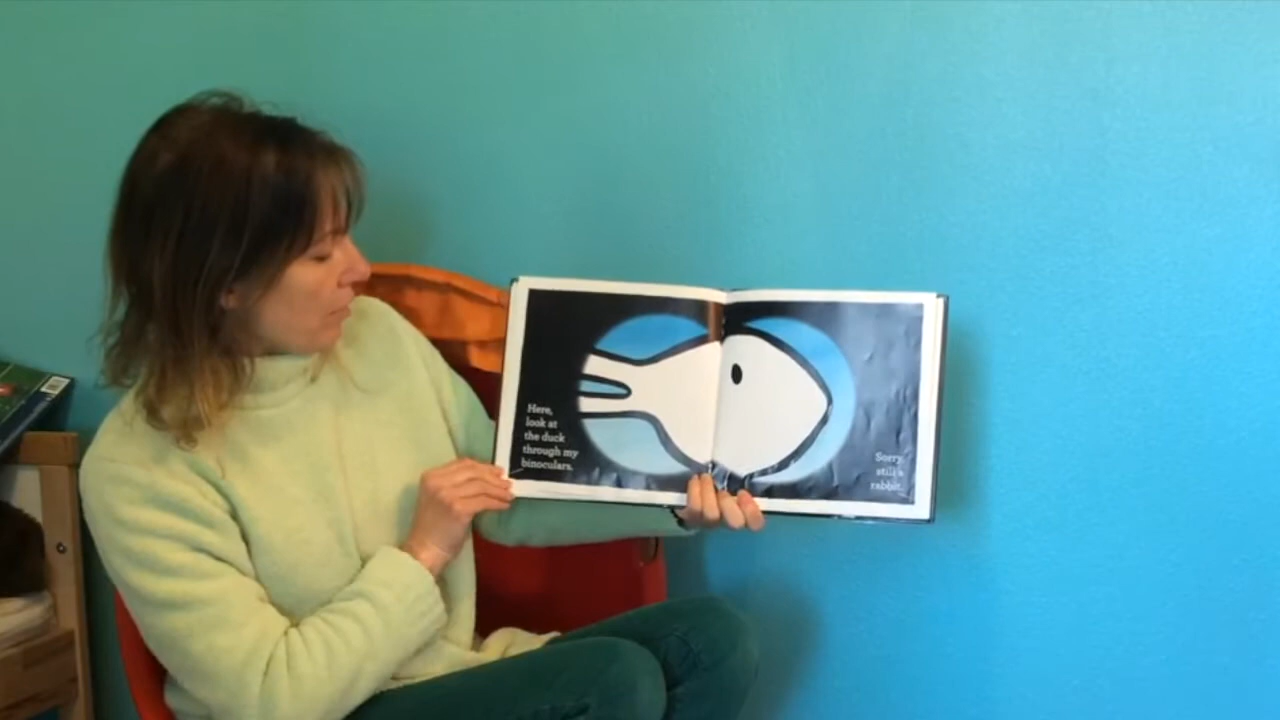 Here,
look at
the duck
through my
binoculars.
Sorry,
still a
rabbit.